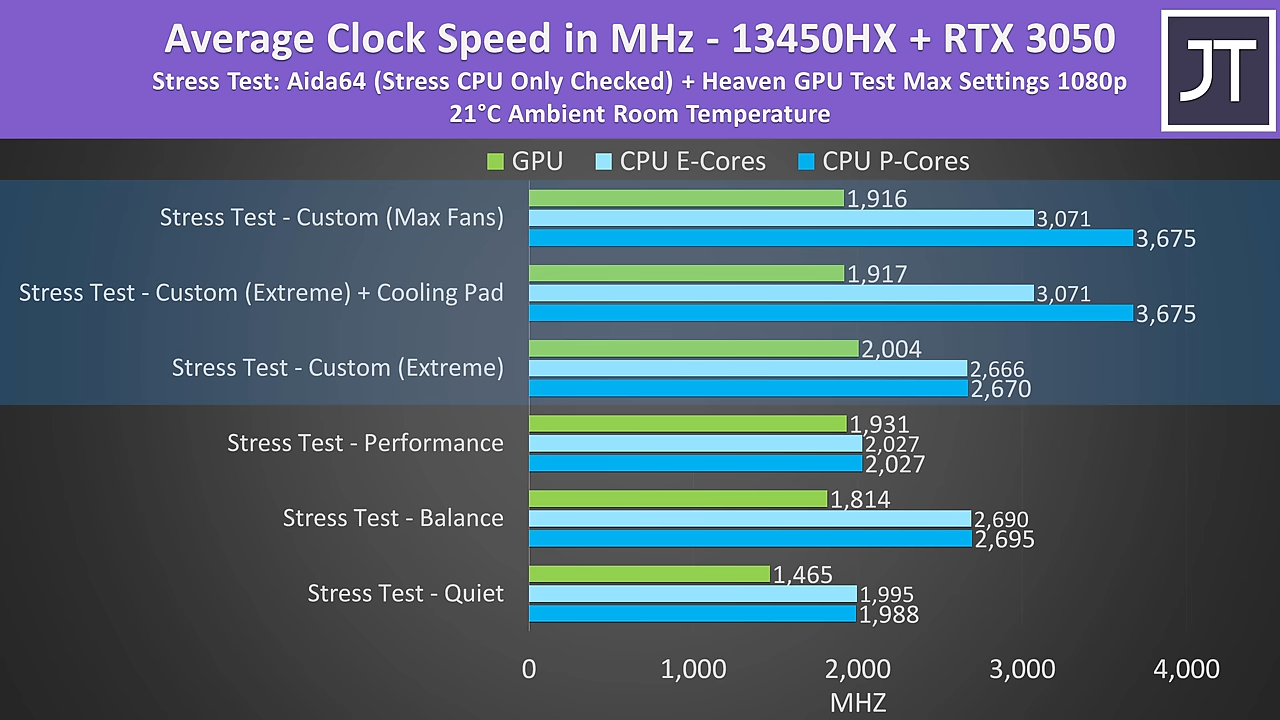 Average Clock Speed in MHz - 13450HX + RTX 3050
Stress Test: Aida64 (Stress CPU Only Checked) + Heaven GPU Test Max Settings 1080p
21°C Ambient Room Temperature
JT
GPU CPU E-Cores CPU P-Cores
Stress Test - Custom (Max Fans)
1,916
3,071
3,675
Stress Test - Custom (Extreme) + Cooling Pad
1,917
3,071
3,675
Stress Test - Custom (Extreme)
2,004
2,666
2,670
Stress Test - Performance
1,931
2,027
2,027
Stress Test - Balance
1,814
2,690
2,695
Stress Test - Quiet
1,465
1,995
1,988
0 1,000 2,000 3,000 4,000
MHZ